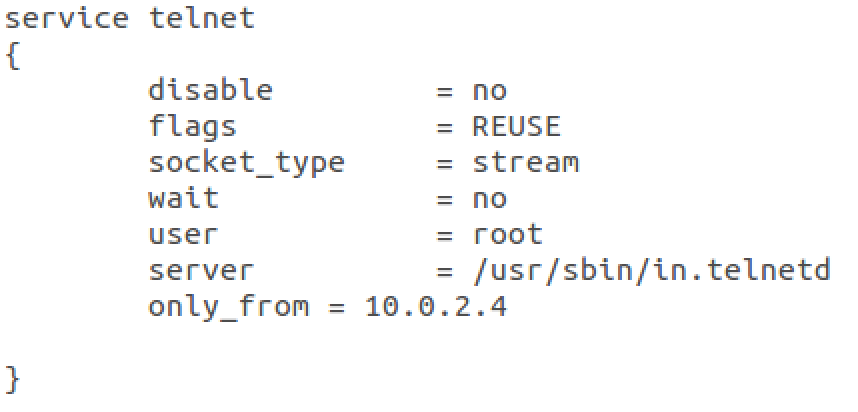 service telnet
{
disable = no
flags = REUSE
socket_type = stream
wait = no
user = root
server = /usr/sbin/in.telnetd
only_from = 10.0.2.4
}